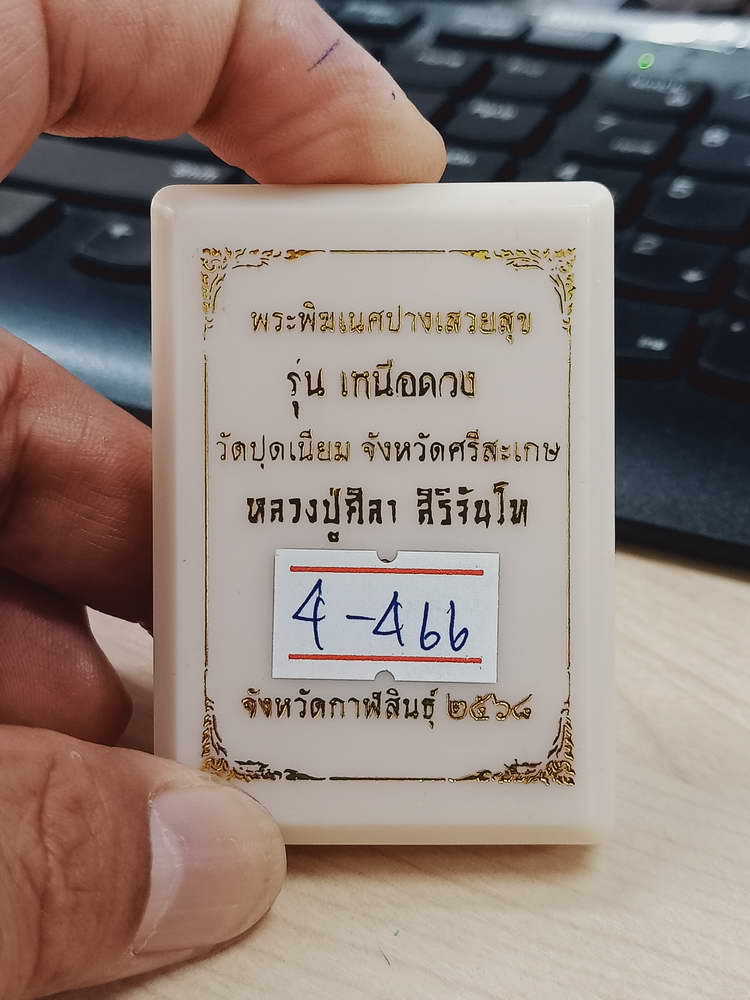 พระพิฆเนศปางเสวยสุข
รุ่น เหนือดวง
วัดปุดเนียม จังหวัดศรีสะเกษ
หลวงปู่ศิลา สิริจันโท
4-466
จังหวัดกาฬสินธุ์ ๒๕๖๘